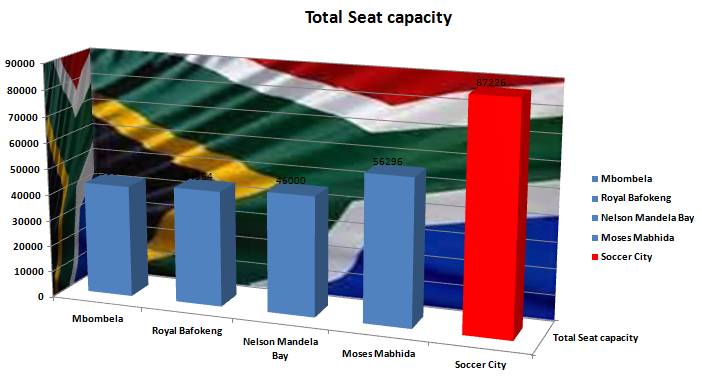 Total Seat capacity
90000
80000
70000
60000
50000
40000
30000
20000
10000
0
46000
56296
87226
Mbombela
Royal Bafokeng
Nelson Mandela
Bay
Moses Mabhida
Soccer City
Total Seat capacity
Mbombela
Royal Bafokeng
Nelson Mandela Bay
Moses Mabhida
Soccer City